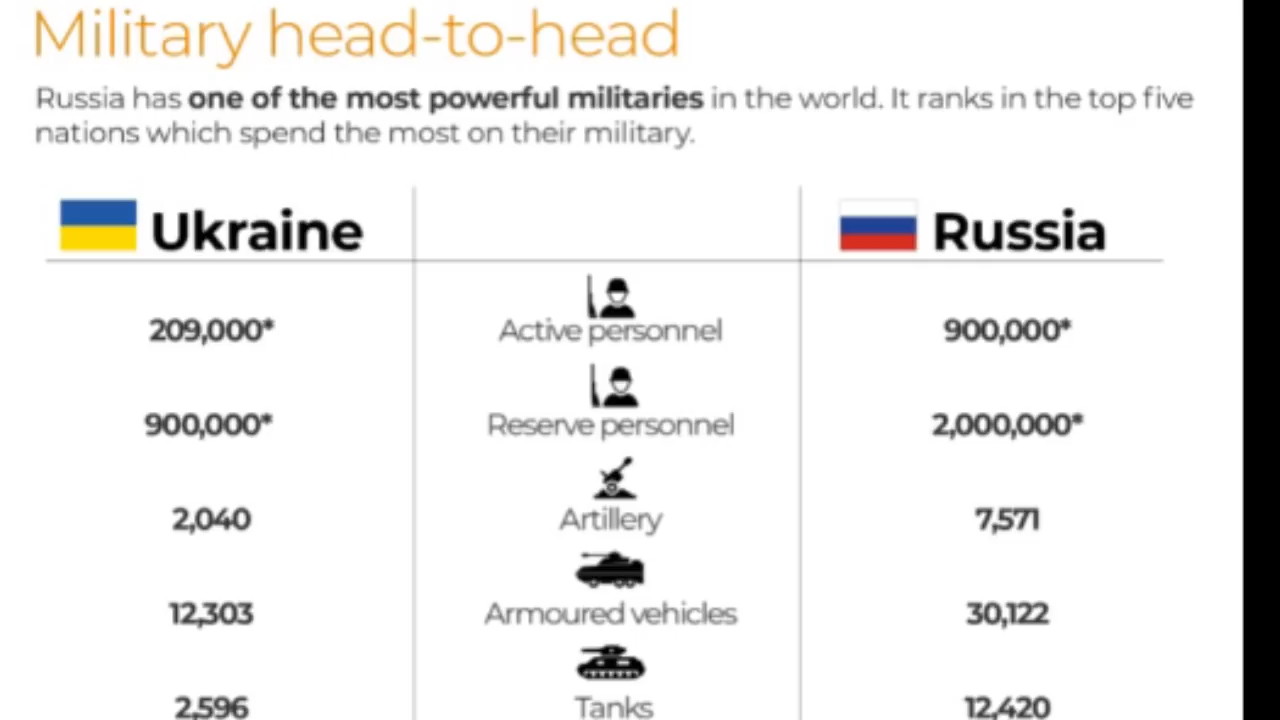 Military head-to-head
Russia has one of the most powerful militaries in the world. It ranks in the top five
nations which spend the most on their military.
Ukraine Russia
209,000* Active personnel 900,000*
900,000* Reserve personnel 2,000,000*
2,040 Artillery 7,571
12,303 Armoured vehicles 30,122
2,596 Tanks 12,420